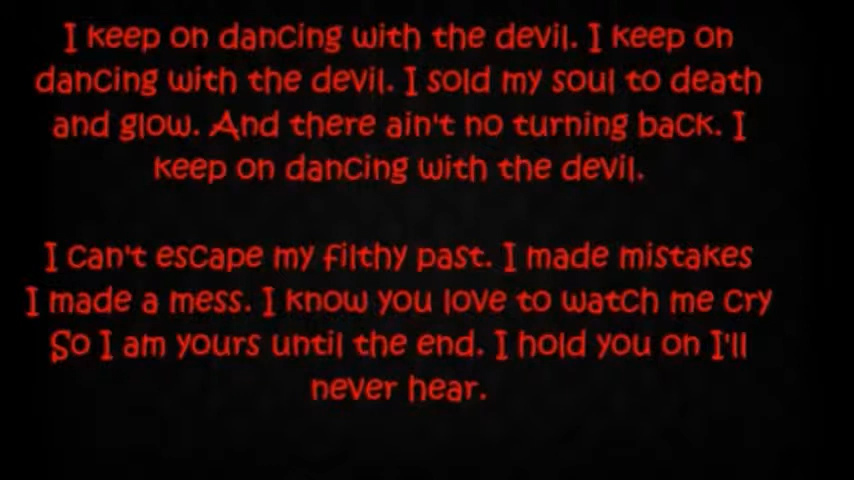 I keep on dancing with the devil. I keep on
dancing with the devil. I sold my soul to death
and glow. And there ain't no turning back. I
keep on dancing with the devil.
I can't escape my filthy past. I made mistakes
I made a mess. I know you love to watch me cry
So I am yours until the end. I hold you on I'll
never hear.